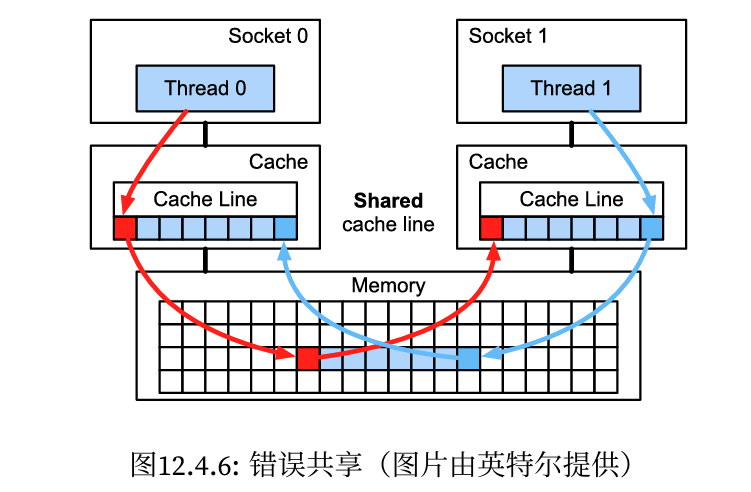 Socket 0
Socket 1
Thread 0
Thread 1
Cache
Cache
Cache Line
Shared
cache line
Cache Line
Memory
图12.4.6: 错误共享（图片由英特尔提供）